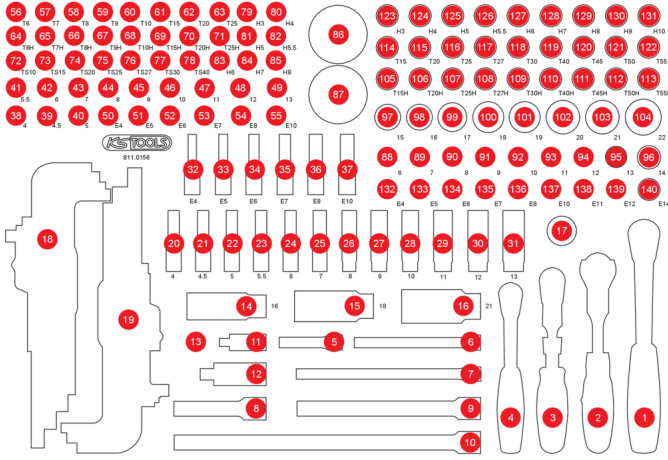 56 57 58 59 60 61 62 63 79 80
T6 T7 T8 T9 T10 T15 T20 T25 H3 H4
64 65 66 67 68 69 70 71 81 82
T6H T7H T8H T9H T10H T15H T20H T25H H5 H5.5
72 73 74 75 76 77 78 83 84 85
TS10 TS15 TS20 TS25 TS27 TS30 TS40 H6 H7 H8
41 42 43 44 45 46 47 48 49
5.5 6 7 8 9 10 11 12 13
38 39 40 50 51 52 53 54 55
4 4.5 5 E4 E5 E6 E7 E8 E10
86
87
123 124 125 126 127 128 129 130 131
H3 H4 H5 H5.5 H6 H7 H8 H9 H10
114 115 116 117 118 119 120 121 122
T15 T20 T25 T27 T30 T40 T45 T50 T55
105 106 107 108 109 110 111 112 113
T15H T20H T25H T27H T30H T40H T45H T50H T55H
97 98 99 100 101 102 103 104
15 16 17 18 19 20 21 22
88 89 90 91 92 93 94 95 96
6 7 8 9 10 11 12 13 14
132 133 134 135 136 137 138 139 140
E4 E5 E6 E7 E8 E10 E11 E12 E14
KS TOOLS
811.0156
32 33 34 35 36 37
E4 E5 E6 E7 E8 E10
18
19
20 21 22 23 24 25 26 27 28 29 30 31
4 4.5 5 5.5 6 7 8 9 10 11 12 13
17
14 16 15 18 16 21
13 11 5 6
12 7
8 9
10
4 3 2 1